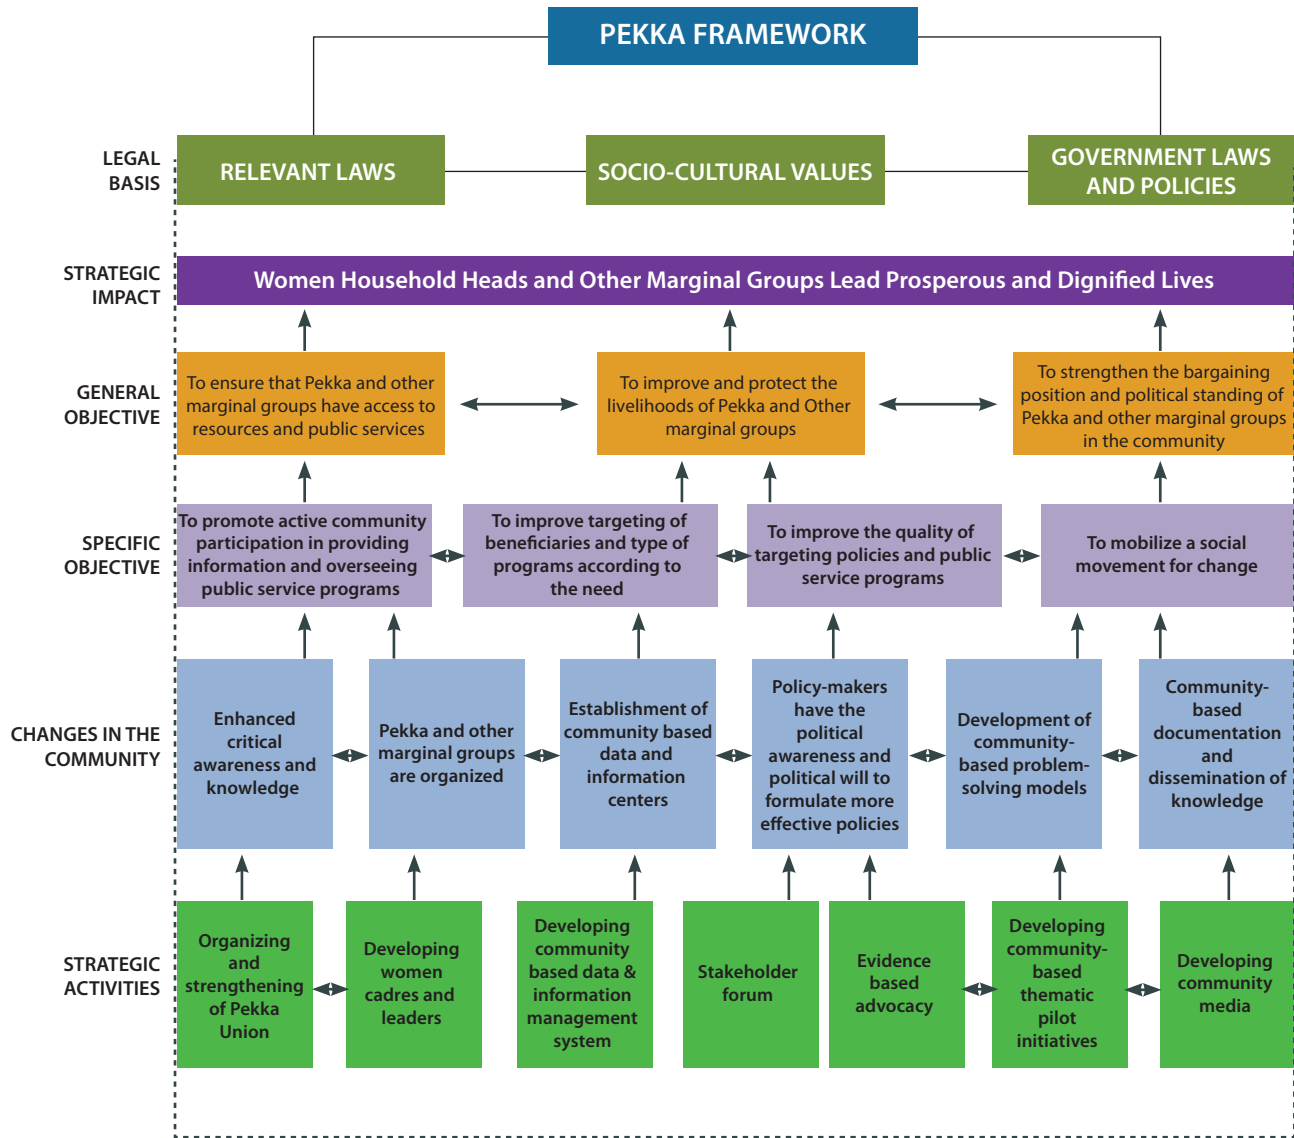 PEKKA FRAMEWORK
LEGAL
BASIS
RELEVANT LAWS
SOCIO-CULTURAL VALUES
GOVERNMENT LAWS
AND POLICIES
STRATEGIC
IMPACT
Women Household Heads and Other Marginal Groups Lead Prosperous and Dignified Lives
GENERAL
OBJECTIVE
To ensure that Pekka and other
marginal groups have access to
resources and public services
To improve and protect the
livelihoods of Pekka and Other
marginal groups
To strengthen the bargaining
position and political standing of
Pekka and other marginal groups
in the community
SPECIFIC
OBJECTIVE
To promote active community
participation in providing
information and overseeing
public service programs
To improve targeting of
beneficiaries and type of
programs according to
the need
To improve the quality of
targeting policies and public
service programs
To mobilize a social
movement for change
CHANGES IN THE
COMMUNITY
Enhanced
critical
awareness and
knowledge
Pekka and other
marginal groups
are organized
Establishment of
community based
data and
information
centers
Policy-makers
have the
political
awareness and
political will to
formulate more
effective policies
Development of
community-
based problem-
solving models
Community-
based
documentation
and
dissemination of
knowledge
STRATEGIC
ACTIVITIES
Organizing
and
strengthening
of Pekka
Union
Developing
women
cadres and
leaders
Developing
community
based data &
information
management
system
Stakeholder
forum
Evidence
based
advocacy
Developing
community-
based
thematic
pilot
initiatives
Developing
community
media